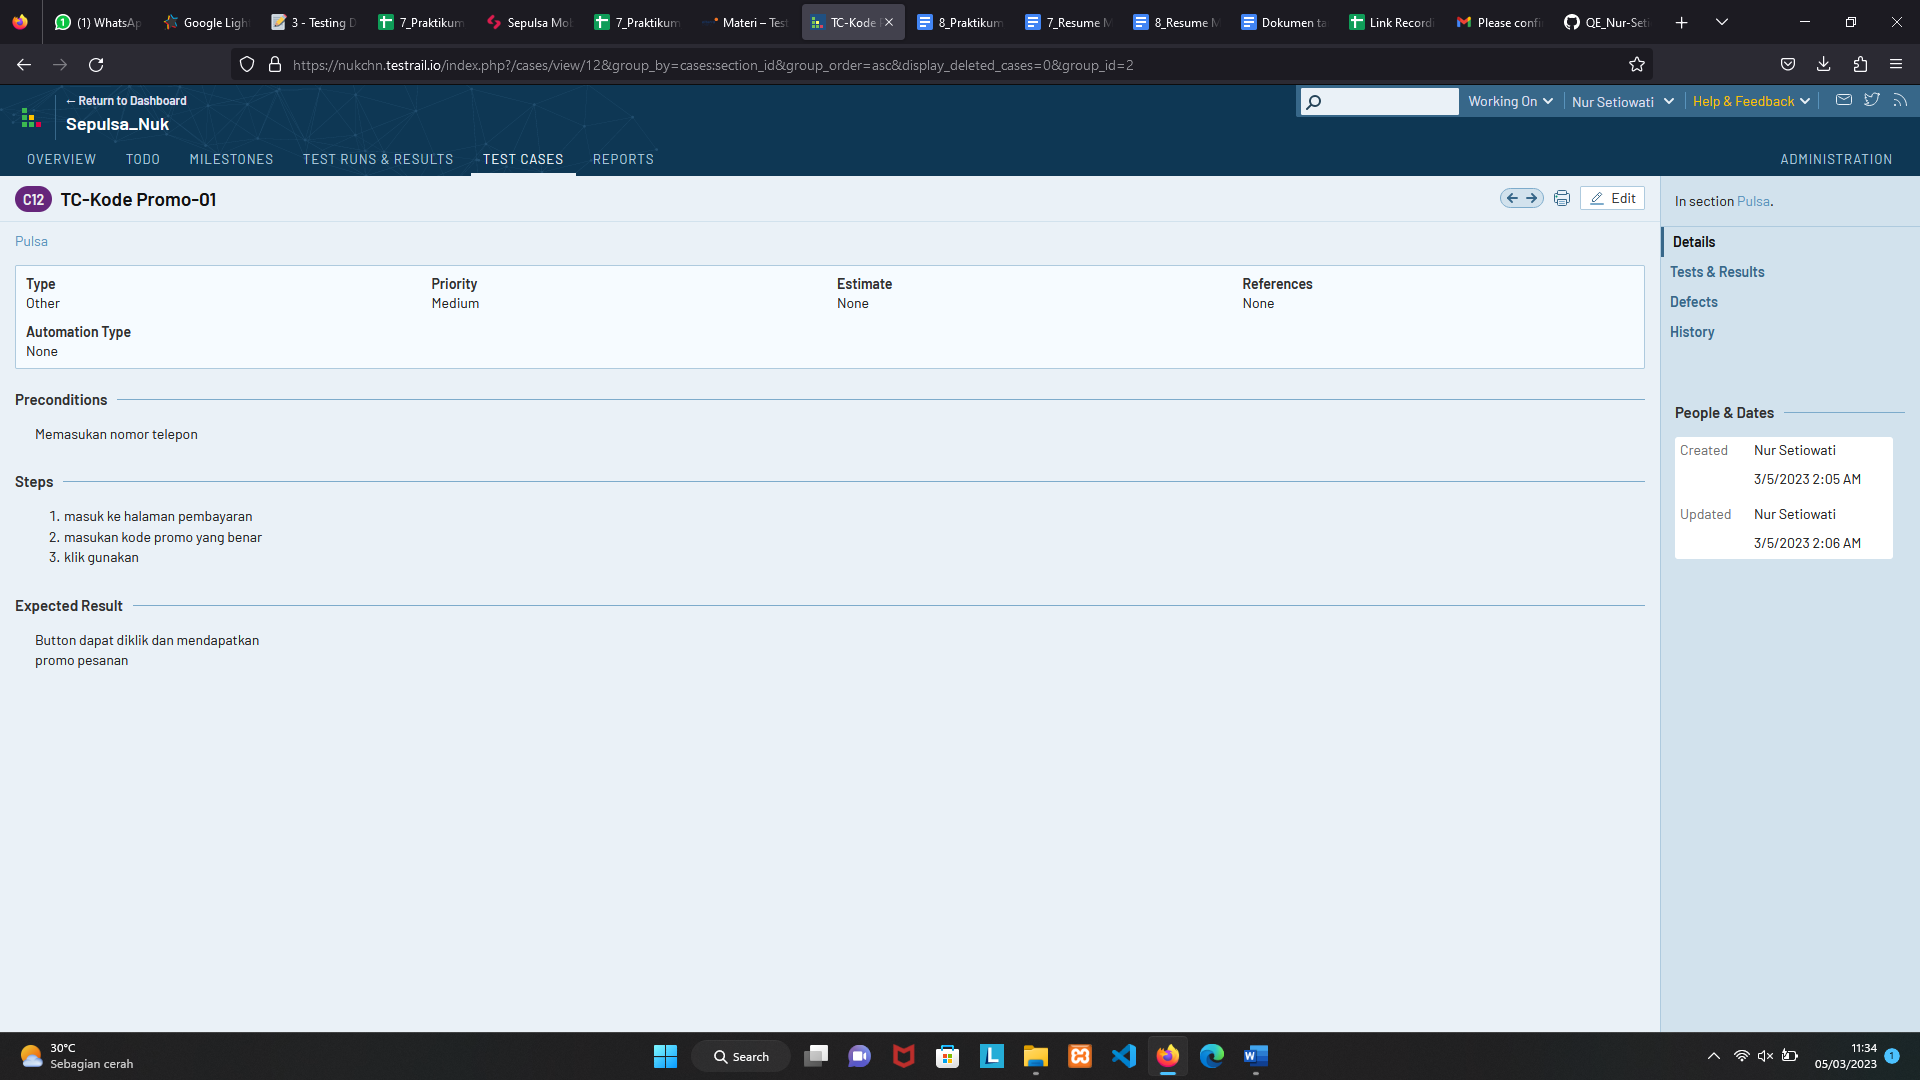 (1) WhatsAp
Google Ligh
3 - Testing D
7_Praktikum
Sepulsa Mob
7_Praktikum
Materi – Test
TC-Kode P
8_Praktikum
7_Resume M
8_Resume M
Dokumen ta
Link Recordi
Please confi
QE_Nur-Seti
https://nukchn.testrail.io/index.php?/cases/view/12&group_by=cases:section_id&group_order=asc&display_deleted_cases=0&group_id=2
← Return to Dashboard
Sepulsa_Nuk
Working On
Nur Setiowati
Help & Feedback
OVERVIEW
TODO
MILESTONES
TEST RUNS & RESULTS
TEST CASES
REPORTS
ADMINISTRATION
C12
TC-Kode Promo-01
Edit
In section Pulsa.
Pulsa
Details
Tests & Results
Defects
History
Type
Other
Priority
Medium
Estimate
None
References
None
Automation Type
None
Preconditions
Memasukan nomor telepon
Steps
1. masuk ke halaman pembayaran
2. masukan kode promo yang benar
3. klik gunakan
Expected Result
Button dapat diklik dan mendapatkan
promo pesanan
People & Dates
Created
Nur Setiowati
3/5/2023 2:05 AM
Updated
Nur Setiowati
3/5/2023 2:06 AM
30°C
Sebagian cerah
Search
11:34
05/03/2023
1